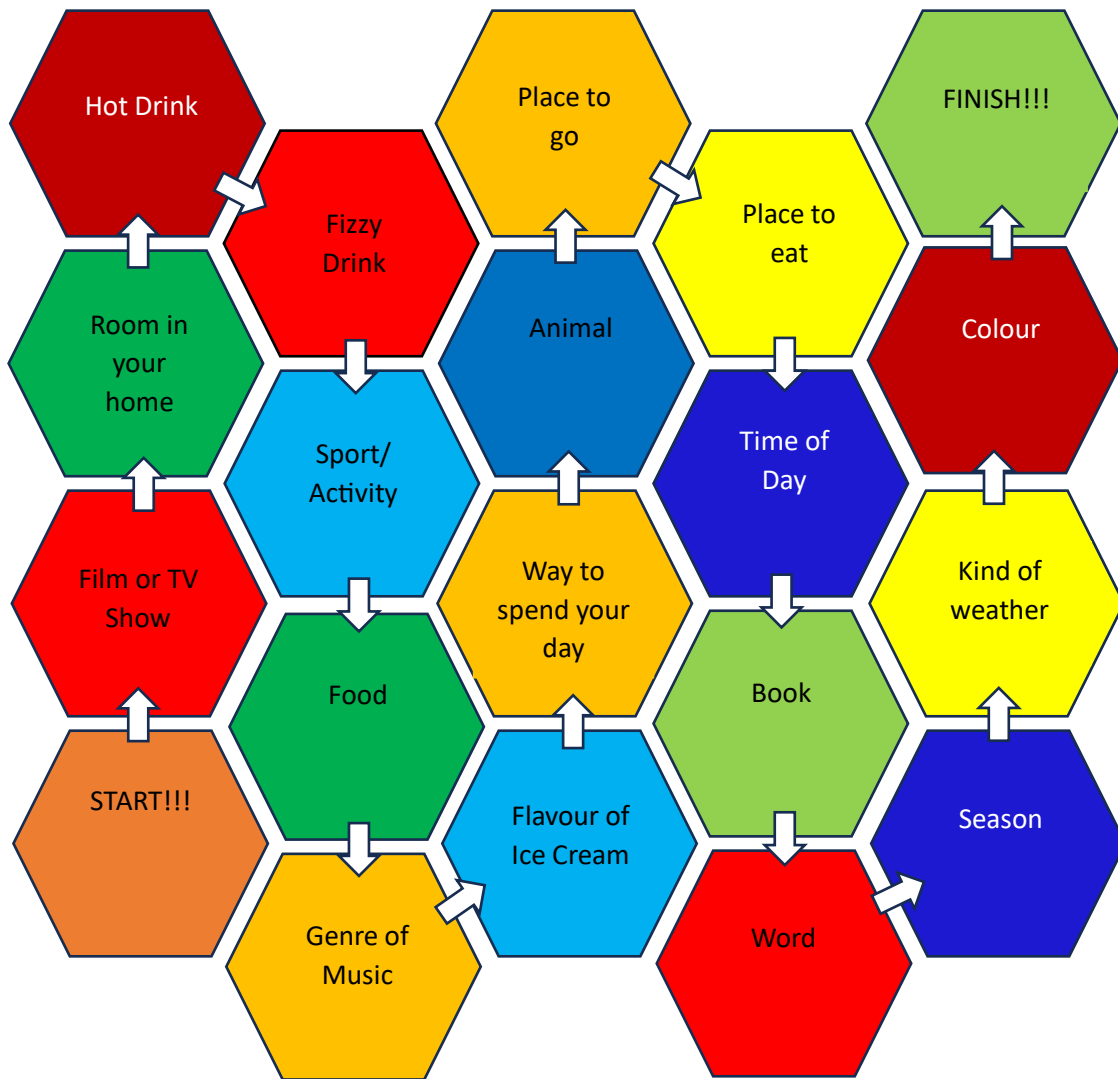 START!!!
Film or TV
Show
Room in
your
home
Hot Drink
Fizzy
Drink
Sport/
Activity
Food
Genre of
Music
Flavour of
Ice Cream
Way to
spend your
day
Animal
Place to
go
Place to
eat
Time of
Day
Book
Word
Season
Kind of
weather
Colour
FINISH!!!